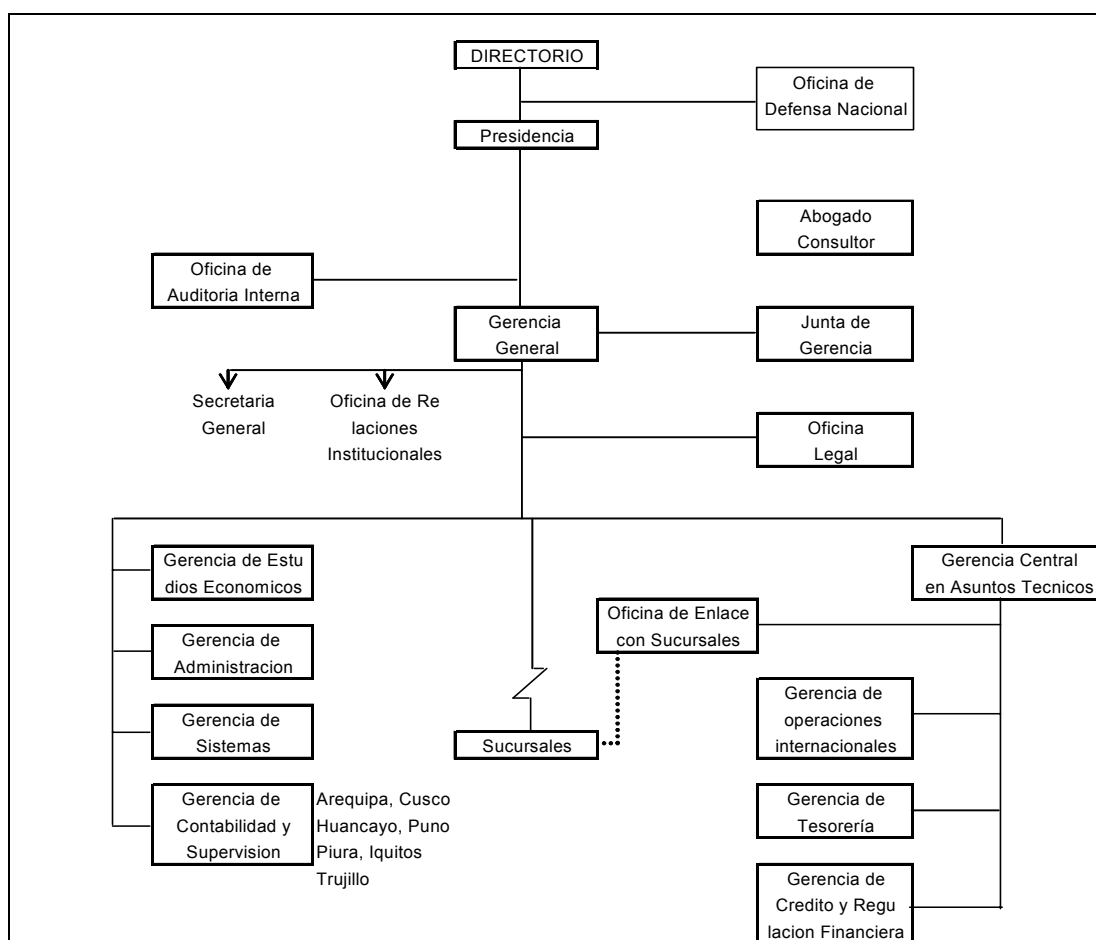 DIRECTORIO
Oficina de
Defensa Nacional
Presidencia
Abogado
Consultor
Oficina de
Auditoria Interna
Gerencia
General
Junta de
Gerencia
Secretaria
General
Oficina de Re
laciones
Institucionales
Oficina
Legal
Gerencia de Estu
dios Economicos
Gerencia Central
en Asuntos Tecnicos
Oficina de Enlace
con Sucursales
Gerencia de
Administracion
Gerencia de
operaciones
internacionales
Gerencia de
Sistemas
Sucursales
Gerencia de
Contabilidad y
Supervision
Arequipa, Cusco
Huancayo, Puno
Piura, Iquitos
Trujillo
Gerencia de
Tesorería
Gerencia de
Credito y Regu
lacion Financiera